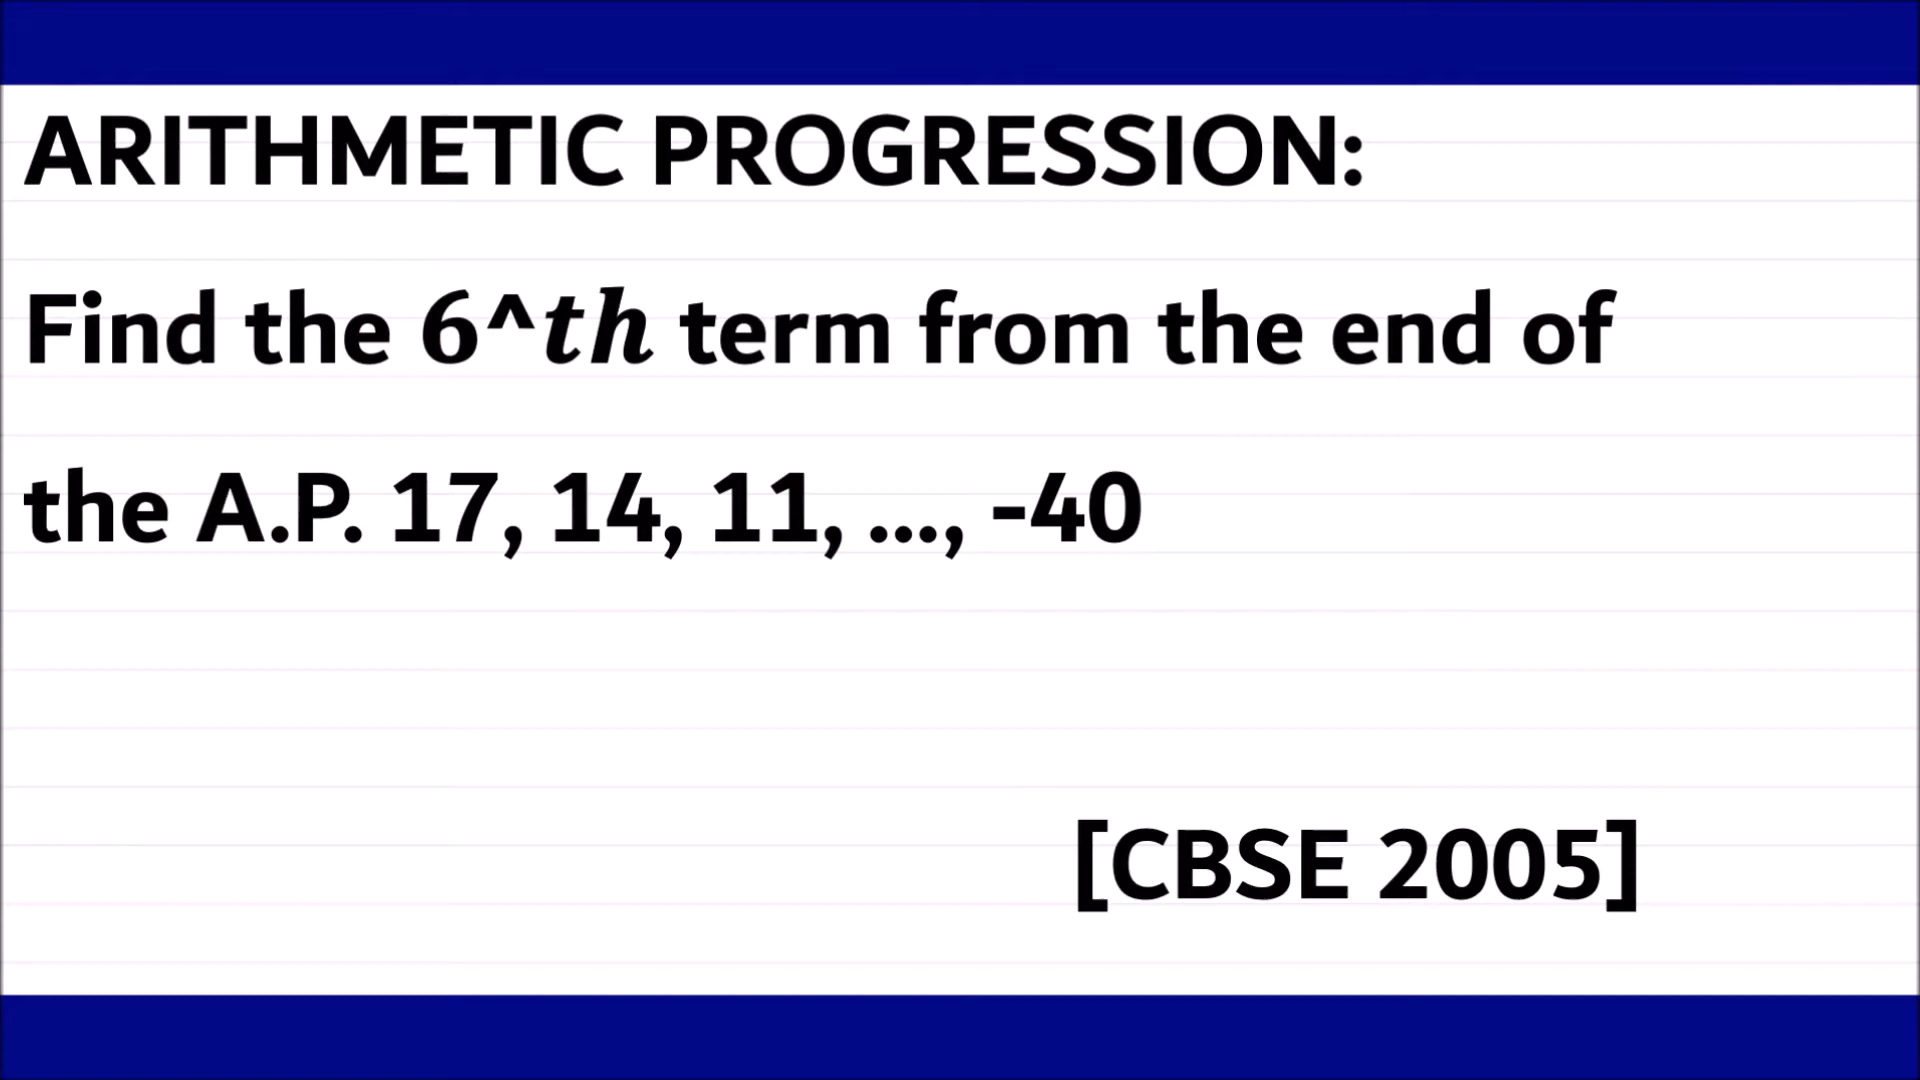 ARITHMETIC PROGRESSION:
Find the 6^th term from the end of
the A.P. 17, 14, 11, ..., -40
[CBSE 2005]